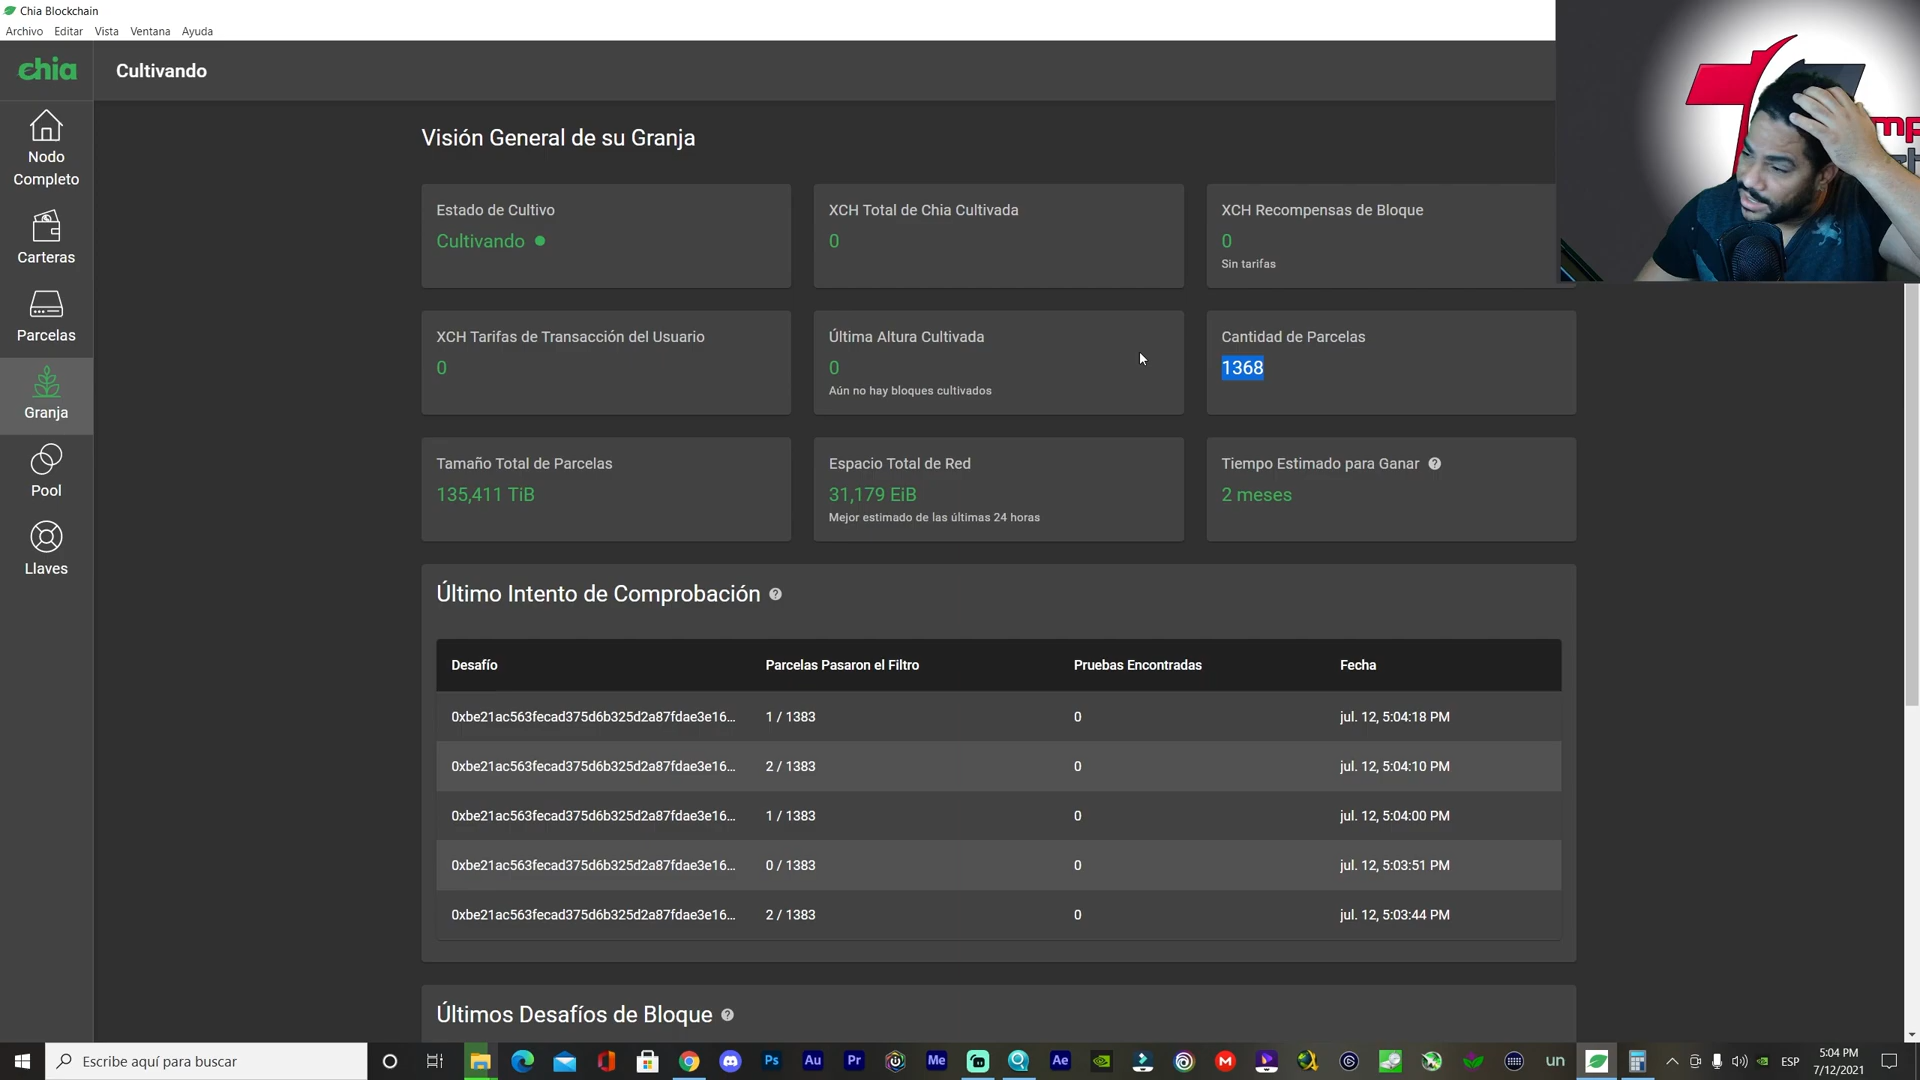 Chia Blockchain
Archivo Editar Vista Ventana Ayuda
chia
Cultivando
Nodo
Completo
Carteras
Parcelas
Granja
Pool
Llaves
Visión General de su Granja
Estado de Cultivo
Cultivando
XCH Total de Chia Cultivada
0
XCH Recompensas de Bloque
0
Sin tarifas
XCH Tarifas de Transacción del Usuario
0
Última Altura Cultivada
0
Aún no hay bloques cultivados
Cantidad de Parcelas
1368
Tamaño Total de Parcelas
135,411 TiB
Espacio Total de Red
31,179 EiB
Mejor estimado de las últimas 24 horas
Tiempo Estimado para Ganar ?
2 meses
Último Intento de Comprobación ?
Desafío Parcelas Pasaron el Filtro Pruebas Encontradas Fecha
0xbe21ac563fecad375d6b325d2a87fdae3e16... 1 / 1383 0 jul. 12, 5:04:18 PM
0xbe21ac563fecad375d6b325d2a87fdae3e16... 2 / 1383 0 jul. 12, 5:04:10 PM
0xbe21ac563fecad375d6b325d2a87fdae3e16... 1 / 1383 0 jul. 12, 5:04:00 PM
0xbe21ac563fecad375d6b325d2a87fdae3e16... 0 / 1383 0 jul. 12, 5:03:51 PM
0xbe21ac563fecad375d6b325d2a87fdae3e16... 2 / 1383 0 jul. 12, 5:03:44 PM
Últimos Desafíos de Bloque ?
Escribe aquí para buscar
Ps Au Pr Me Ae un
ESP
5:04 PM
7/12/2021